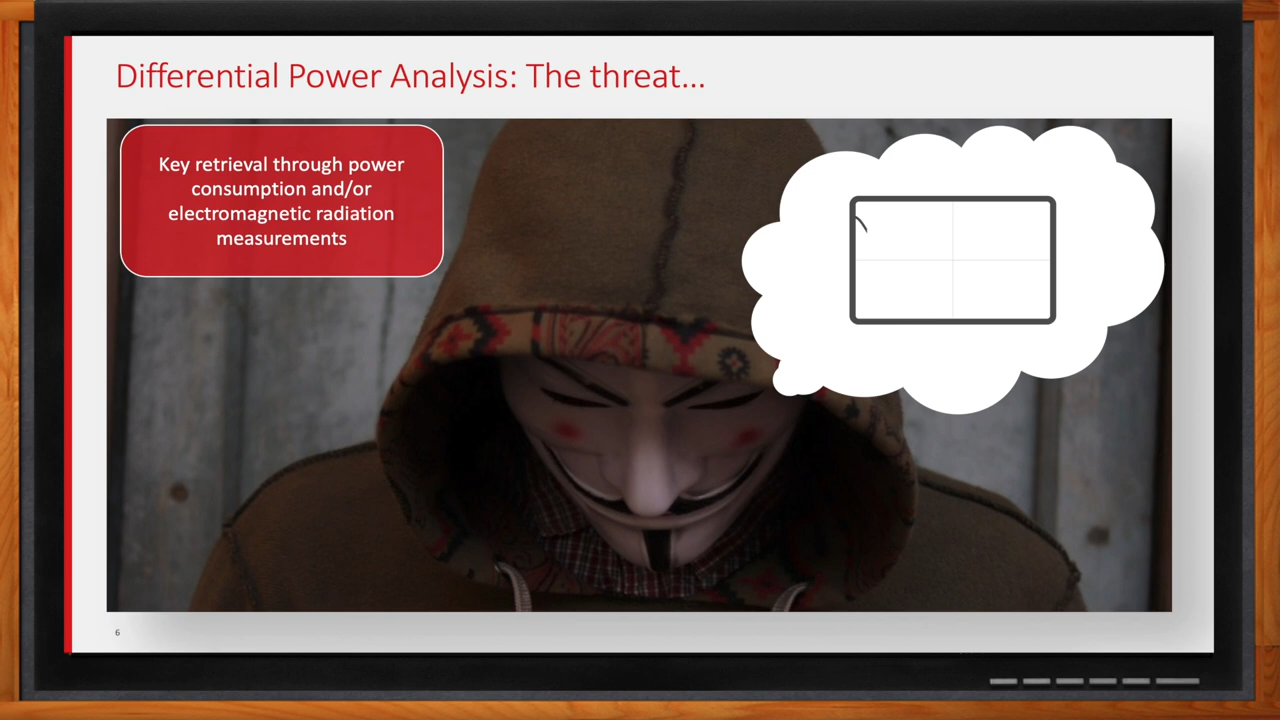 Differential Power Analysis: The threat…
Key retrieval through power
consumption and/or
electromagnetic radiation
measurements
6